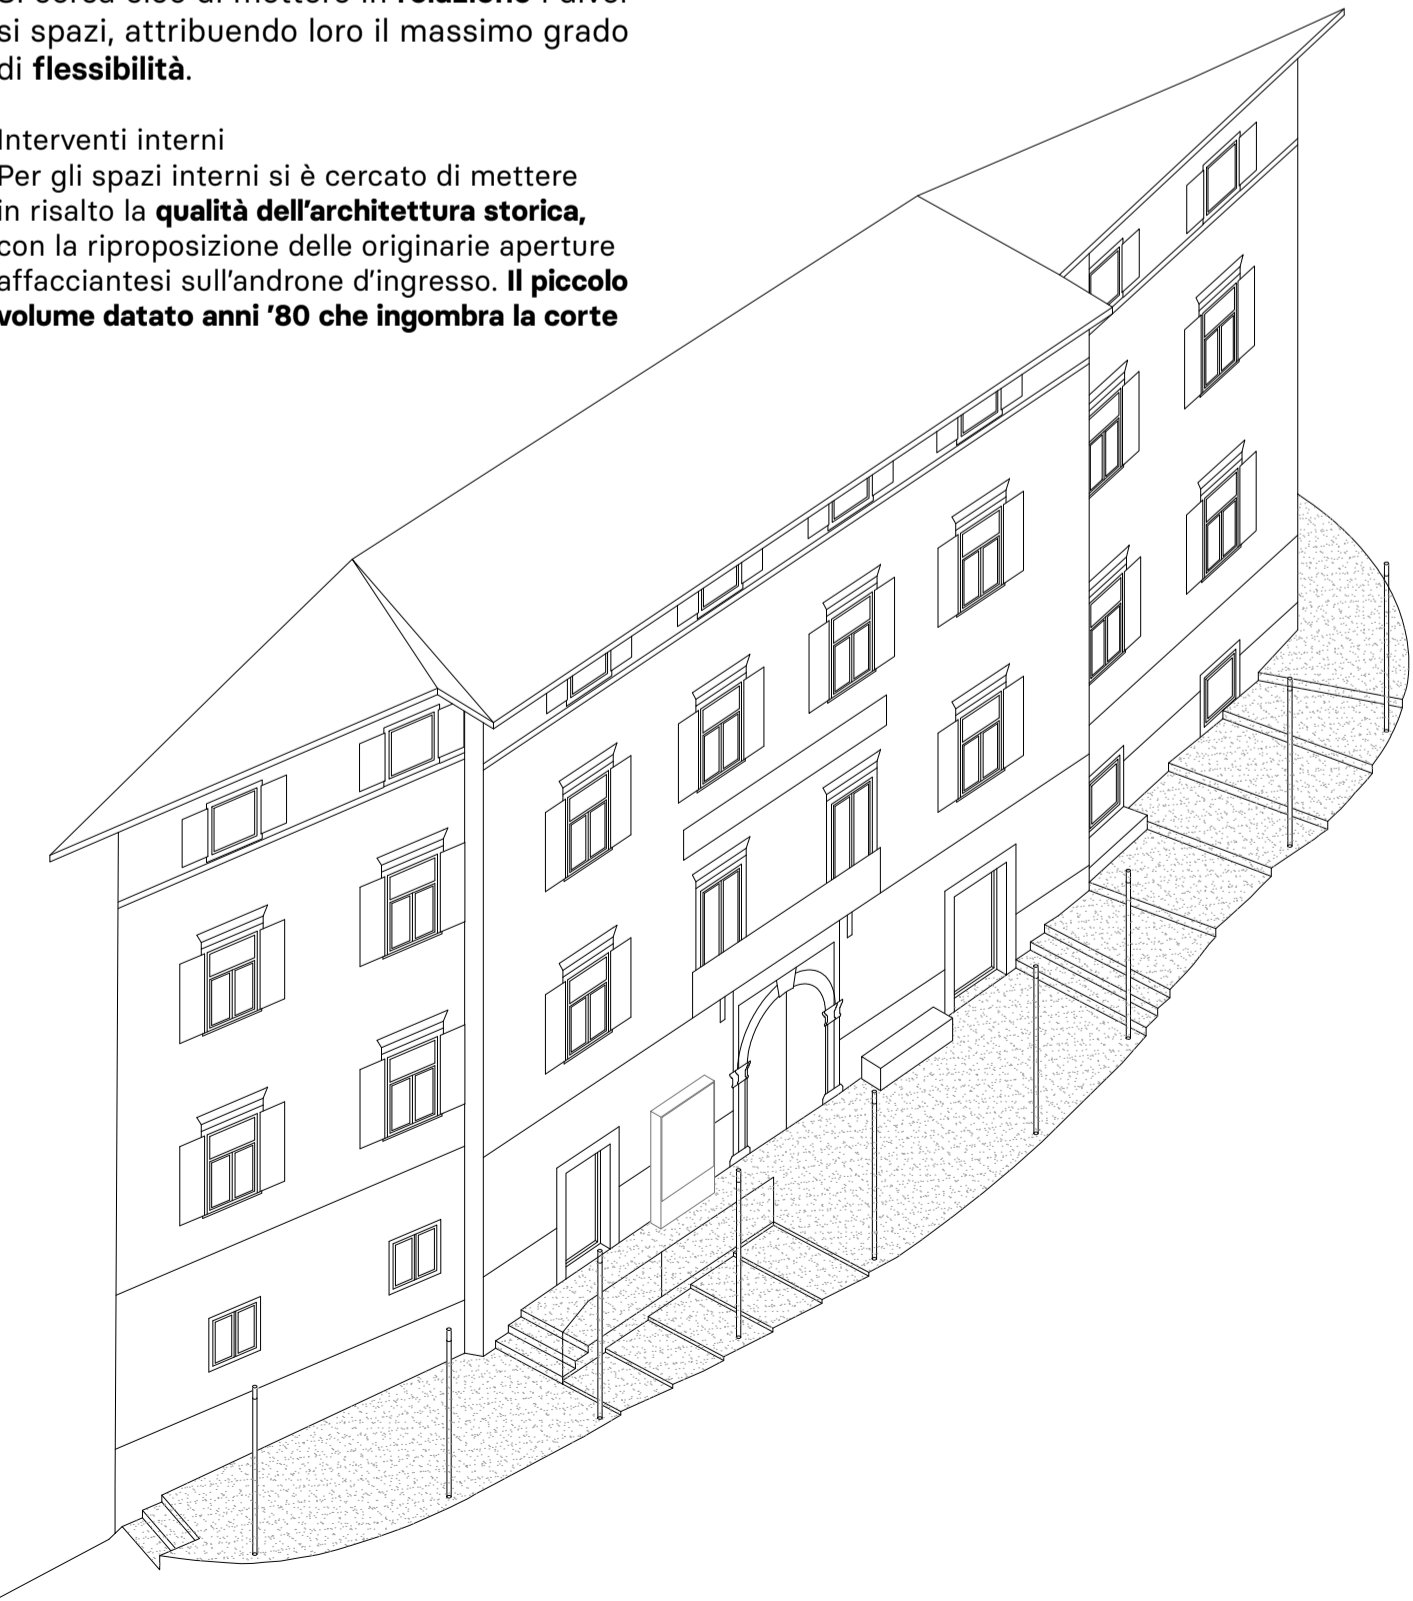 si spazi, attribuendo loro il massimo grado
di flessibilità.
Interventi interni
Per gli spazi interni si è cercato di mettere
in risalto la qualità dell’architettura storica,
con la riproposizione delle originarie aperture
affacciantesi sull’androne d’ingresso. Il piccolo
volume datato anni ’80 che ingombra la corte